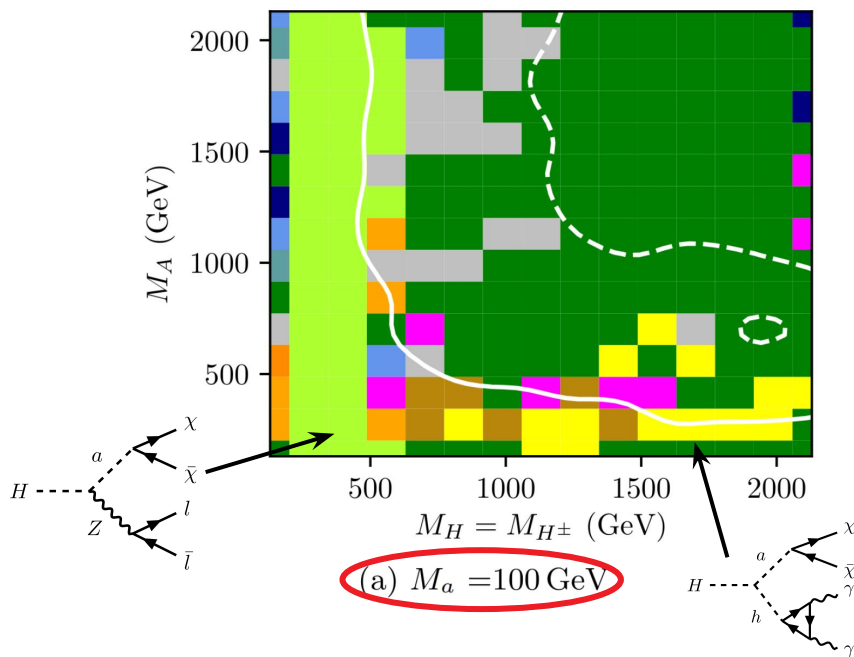 2000
1500
1000
500
M_A (GeV)
500 1000 1500 2000
M_H = M_{H^±} (GeV)
(a) M_a =100 GeV
H
a
Z
χ
χ̄
l
l̄
H
a
h
χ
χ̄
γ
γ